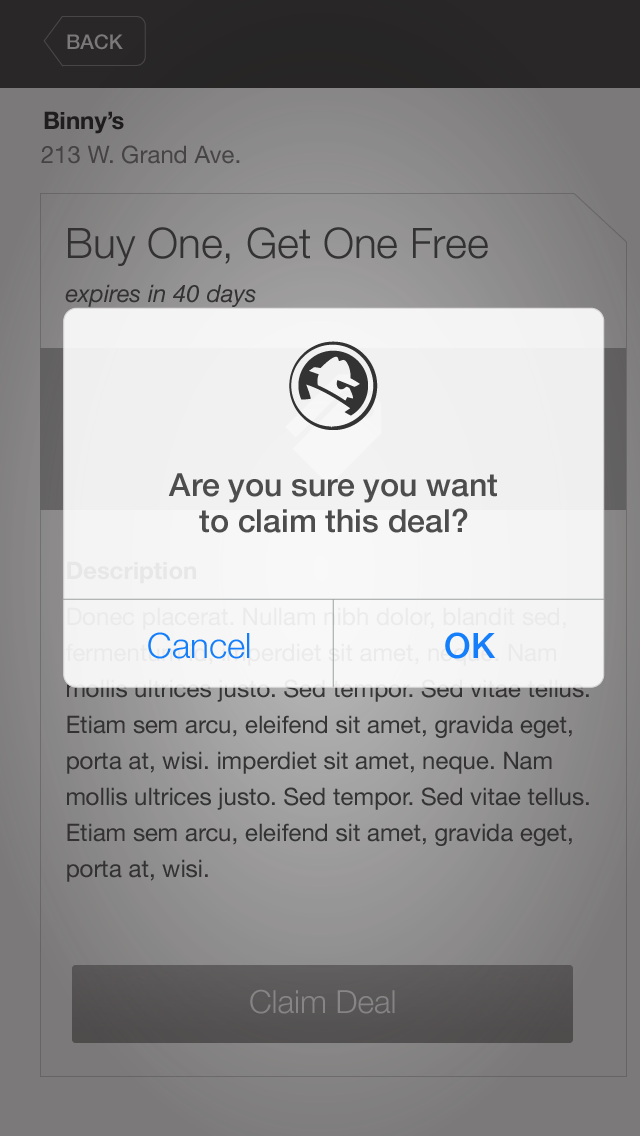 BACK
Binny's
213 W. Grand Ave.
Buy One, Get One Free
expires in 40 days
Are you sure you want
to claim this deal?
Description
Donec placerat. Nullam nibh dolor, blandit sed,
imperdiet sit amet, neque. Nam
Cancel
OK
mollis ultrices justo. Sed tempor. Sed vitae tellus.
Etiam sem arcu, eleifend sit amet, gravida eget,
porta at, wisi. imperdiet sit amet, neque. Nam
mollis ultrices justo. Sed tempor. Sed vitae tellus.
Etiam sem arcu, eleifend sit amet, gravida eget,
porta at, wisi.
Claim Deal